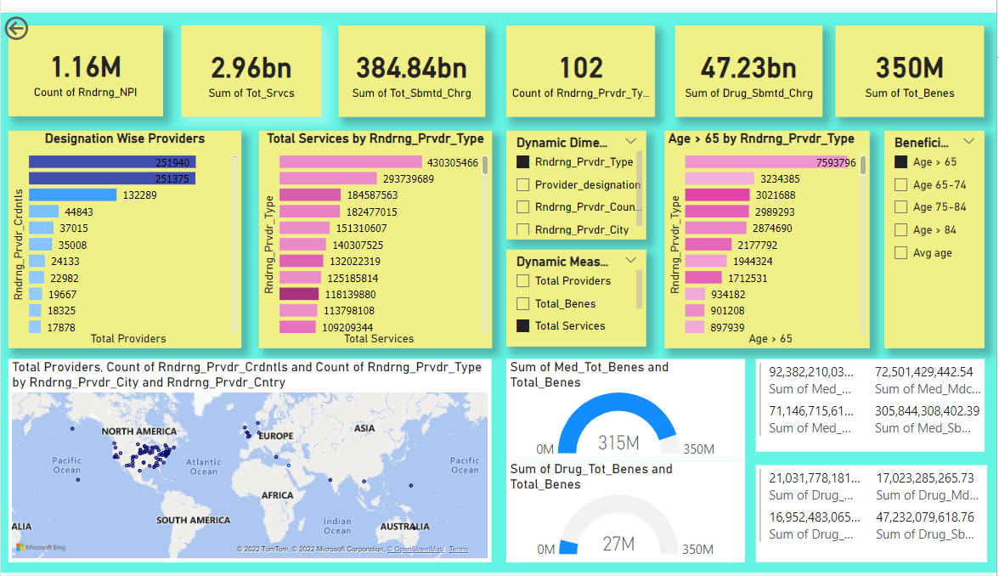 1.16M
Count of Rndrng_NPI
2.96bn
Sum of Tot_Srvcs
384.84bn
Sum of Tot_Sbmtd_Chrg
102
Count of Rndrng_Prvdr_Ty...
47.23bn
Sum of Drug_Sbmtd_Chrg
350M
Sum of Tot_Benes
Designation Wise Providers
Rndrng_Prvdr_Crdntls
251940
251375
132289
44843
37015
35008
24133
22982
19667
18325
17878
Total Providers
Total Services by Rndrng_Prvdr_Type
Rndrng_Prvdr_Type
430305466
293739689
184587563
182477015
151310607
140307525
132022319
125185814
118139880
113798108
109209344
Total Services
Dynamic Dime...
Rndrng_Prvdr_Type
Provider_designation
Rndrng_Prvdr_Coun...
Rndrng_Prvdr_City
Dynamic Meas...
Total Providers
Total_Benes
Total Services
Age > 65 by Rndrng_Prvdr_Type
Rndrng_Prvdr_Type
7593796
3234385
3021688
2989293
2874690
2177792
1944324
1712531
934182
901208
897939
Age > 65
Benefici...
Age > 65
Age 65-74
Age 75-84
Age > 84
Avg age
Total Providers, Count of Rndrng_Prvdr_Crdntls and Count of Rndrng_Prvdr_Type
by Rndrng_Prvdr_City and Rndrng_Prvdr_Cntry
NORTH AMERICA
EUROPE
ASIA
Pacific
Ocean
Atlantic
Ocean
Pacific
Ocean
AFRICA
SOUTH AMERICA
Indian
Ocean
ALIA
AUSTRALIA
Microsoft Bing
© 2022 TomTom, © 2022 Microsoft Corporation, © OpenStreetMap Terms
Sum of Med_Tot_Benes and
Total_Benes
315M
0M
350M
Sum of Drug_Tot_Benes and
Total_Benes
27M
0M
350M
92,382,210,03... 72,501,429,442.54
Sum of Med_... Sum of Med_Mdc...
71,146,715,61... 305,844,308,402.39
Sum of Med_... Sum of Med_Sb...
21,031,778,181... 17,023,285,265.73
Sum of Drug_... Sum of Drug_Md...
16,952,483,065... 47,232,079,618.76
Sum of Drug_... Sum of Drug_Sb...